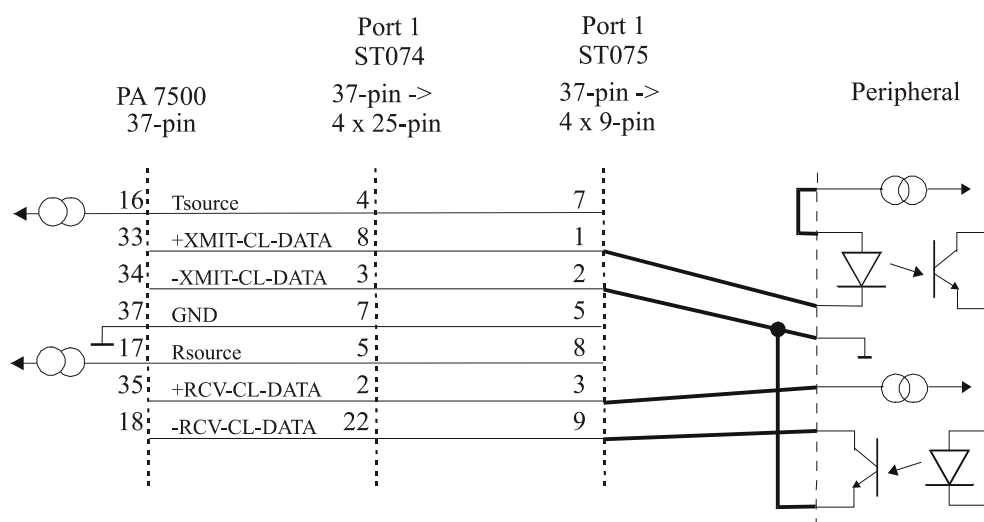 Port 1
ST074
Port 1
ST075
PA 7500
37-pin
37-pin ->
4 x 25-pin
37-pin ->
4 x 9-pin
Peripheral
16 Tsource 4 7
33 +XMIT-CL-DATA 8 1
34 -XMIT-CL-DATA 3 2
37 GND 7 5
17 Rsource 5 8
35 +RCV-CL-DATA 2 3
18 -RCV-CL-DATA 22 9